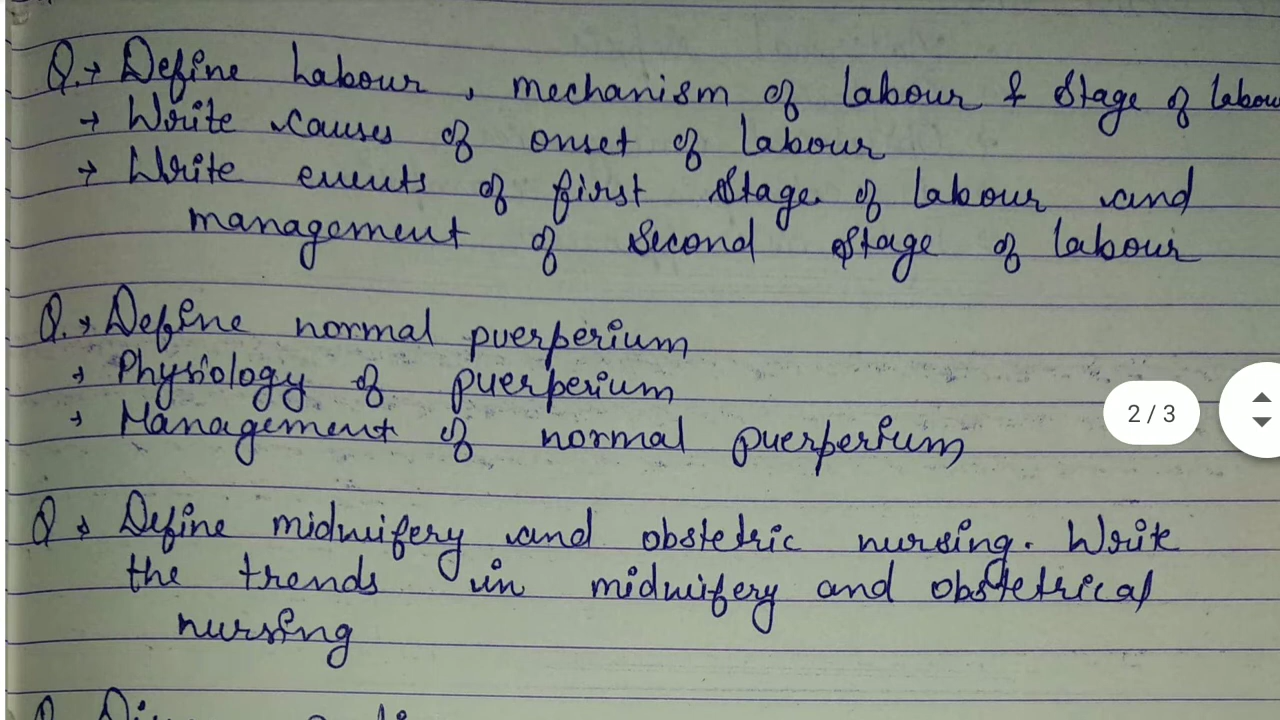 Q.→ Define Labour, mechanism of labour & Stage of labou
→ Write causes of onset of labour
→ Write events of first Stage of labour and
management of second Stage of labour
Q.→ Define normal puerperium
→ Physiology of puerperium
→ Management of normal puerperium
2/3
Q → Define midwifery and obstetric nursing. Write
the trends in midwifery and obstetrical
nursing